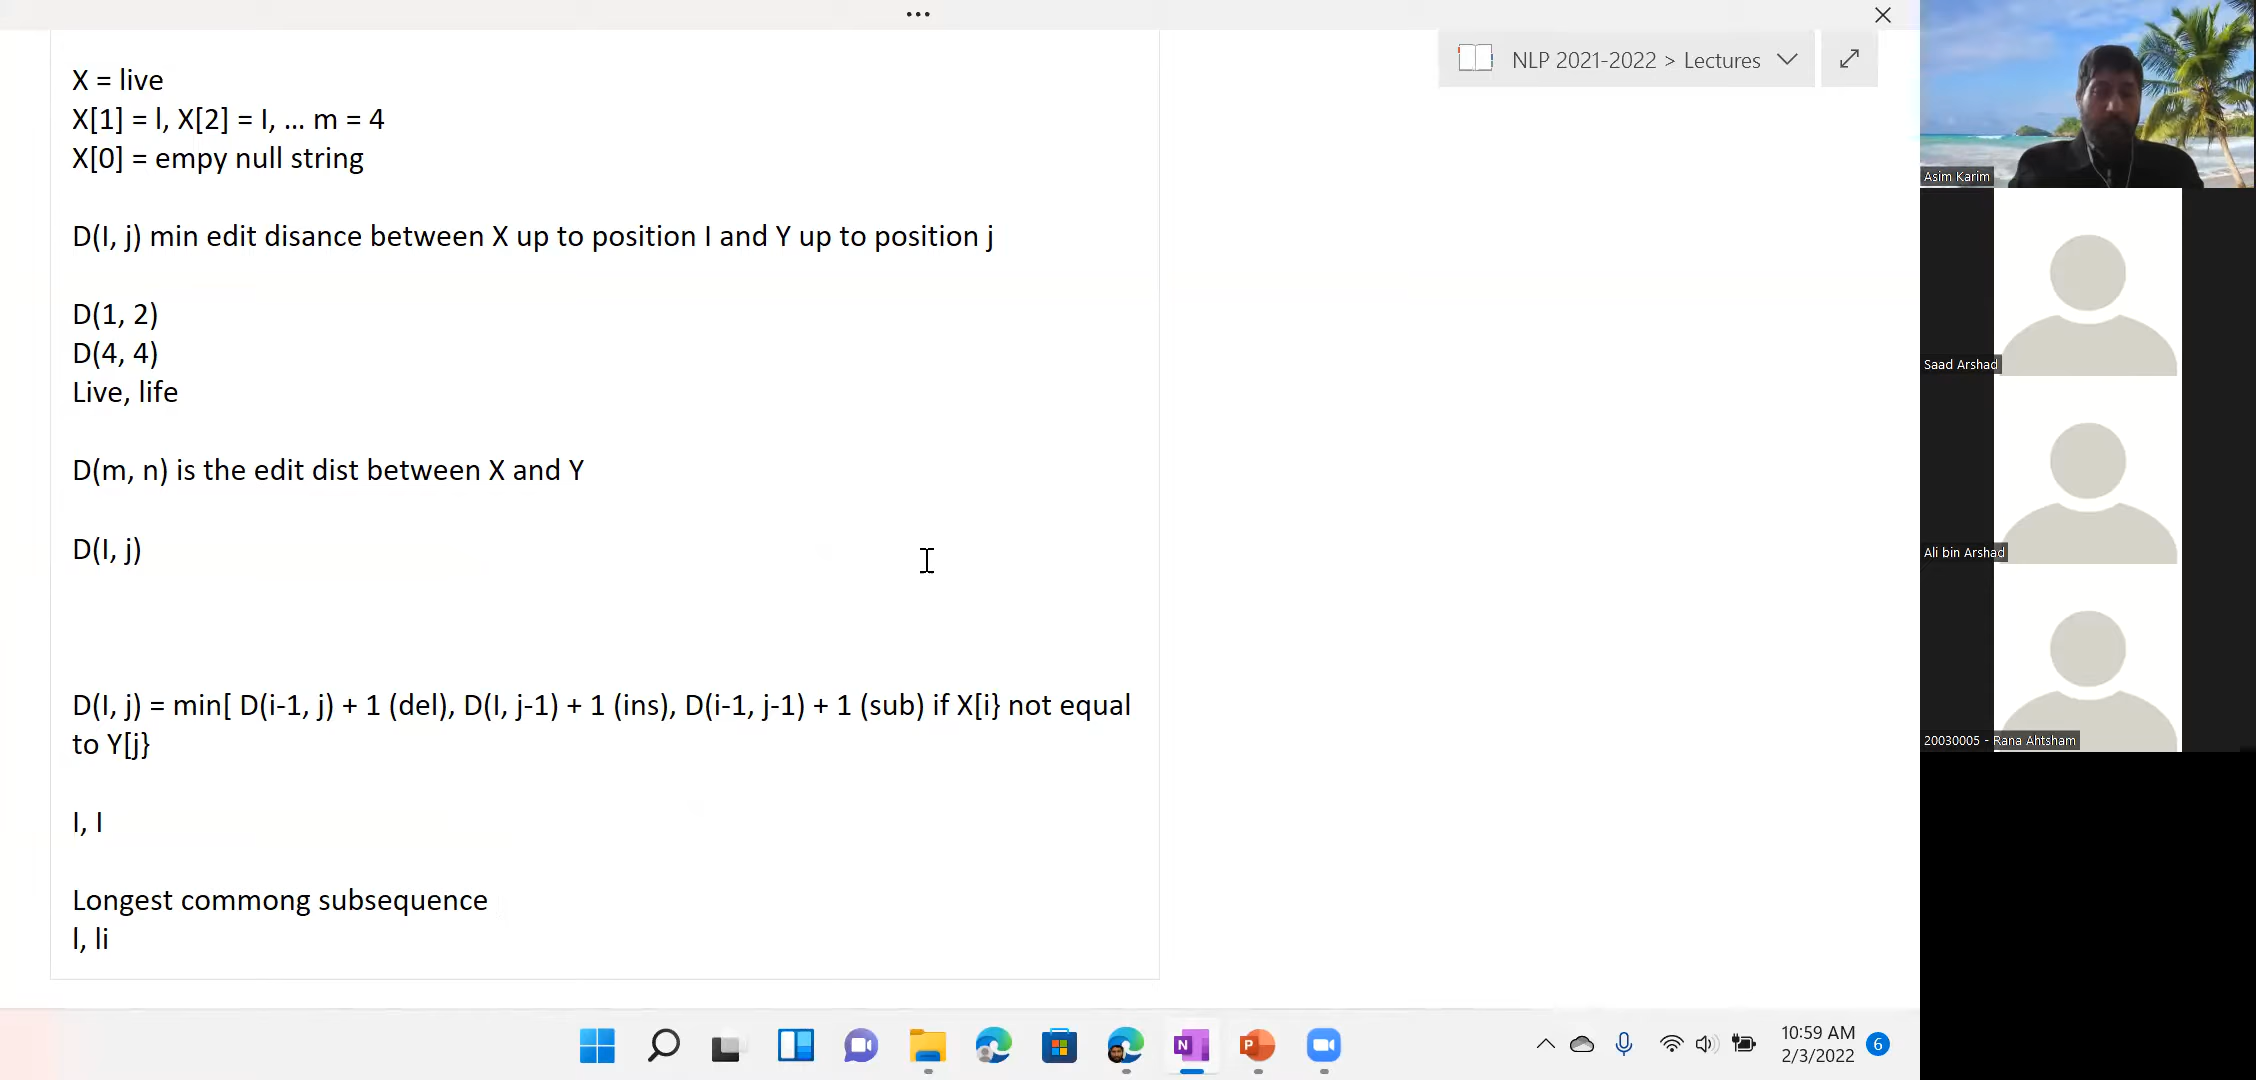 NLP 2021-2022 > Lectures
X = live
X[1] = l, X[2] = I, ... m = 4
X[0] = empy null string
D(I, j) min edit disance between X up to position I and Y up to position j
D(1, 2)
D(4, 4)
Live, life
D(m, n) is the edit dist between X and Y
D(I, j)
D(I, j) = min[ D(i-1, j) + 1 (del), D(I, j-1) + 1 (ins), D(i-1, j-1) + 1 (sub) if X[i} not equal
to Y[j}
I, I
Longest commong subsequence
l, li
Asim Karim
Saad Arshad
Ali bin Arshad
20030005 - Rana Ahtsham
N
P
10:59 AM
2/3/2022
6